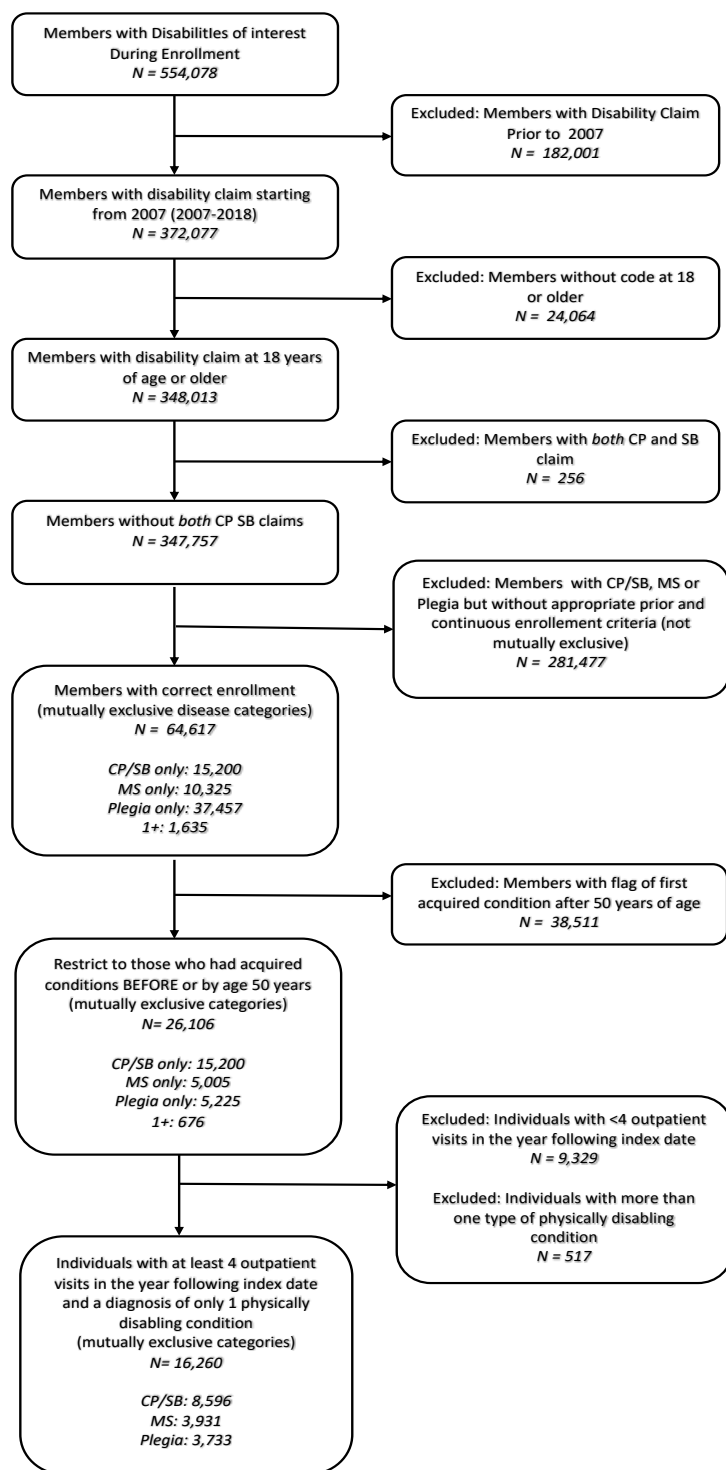 Members with Disabilities of interest
During Enrollment
N = 554,078
Excluded: Members with Disability Claim
Prior to 2007
N = 182,001
Members with disability claim starting
from 2007 (2007-2018)
N = 372,077
Excluded: Members without code at 18
or older
N = 24,064
Members with disability claim at 18 years
of age or older
N = 348,013
Excluded: Members with both CP and SB
claim
N = 256
Members without both CP SB claims
N = 347,757
Excluded: Members with CP/SB, MS or
Plegia but without appropriate prior and
continuous enrollement criteria (not
mutually exclusive)
N = 281,477
Members with correct enrollment
(mutually exclusive disease categories)
N = 64,617
CP/SB only: 15,200
MS only: 10,325
Plegia only: 37,457
1+: 1,635
Excluded: Members with flag of first
acquired condition after 50 years of age
N = 38,511
Restrict to those who had acquired
conditions BEFORE or by age 50 years
(mutually exclusive categories)
N= 26,106
CP/SB only: 15,200
MS only: 5,005
Plegia only: 5,225
1+: 676
Excluded: Individuals with <4 outpatient
visits in the year following index date
N = 9,329
Excluded: Individuals with more than
one type of physically disabling
condition
N = 517
Individuals with at least 4 outpatient
visits in the year following index date
and a diagnosis of only 1 physically
disabling condition
(mutually exclusive categories)
N= 16,260
CP/SB: 8,596
MS: 3,931
Plegia: 3,733